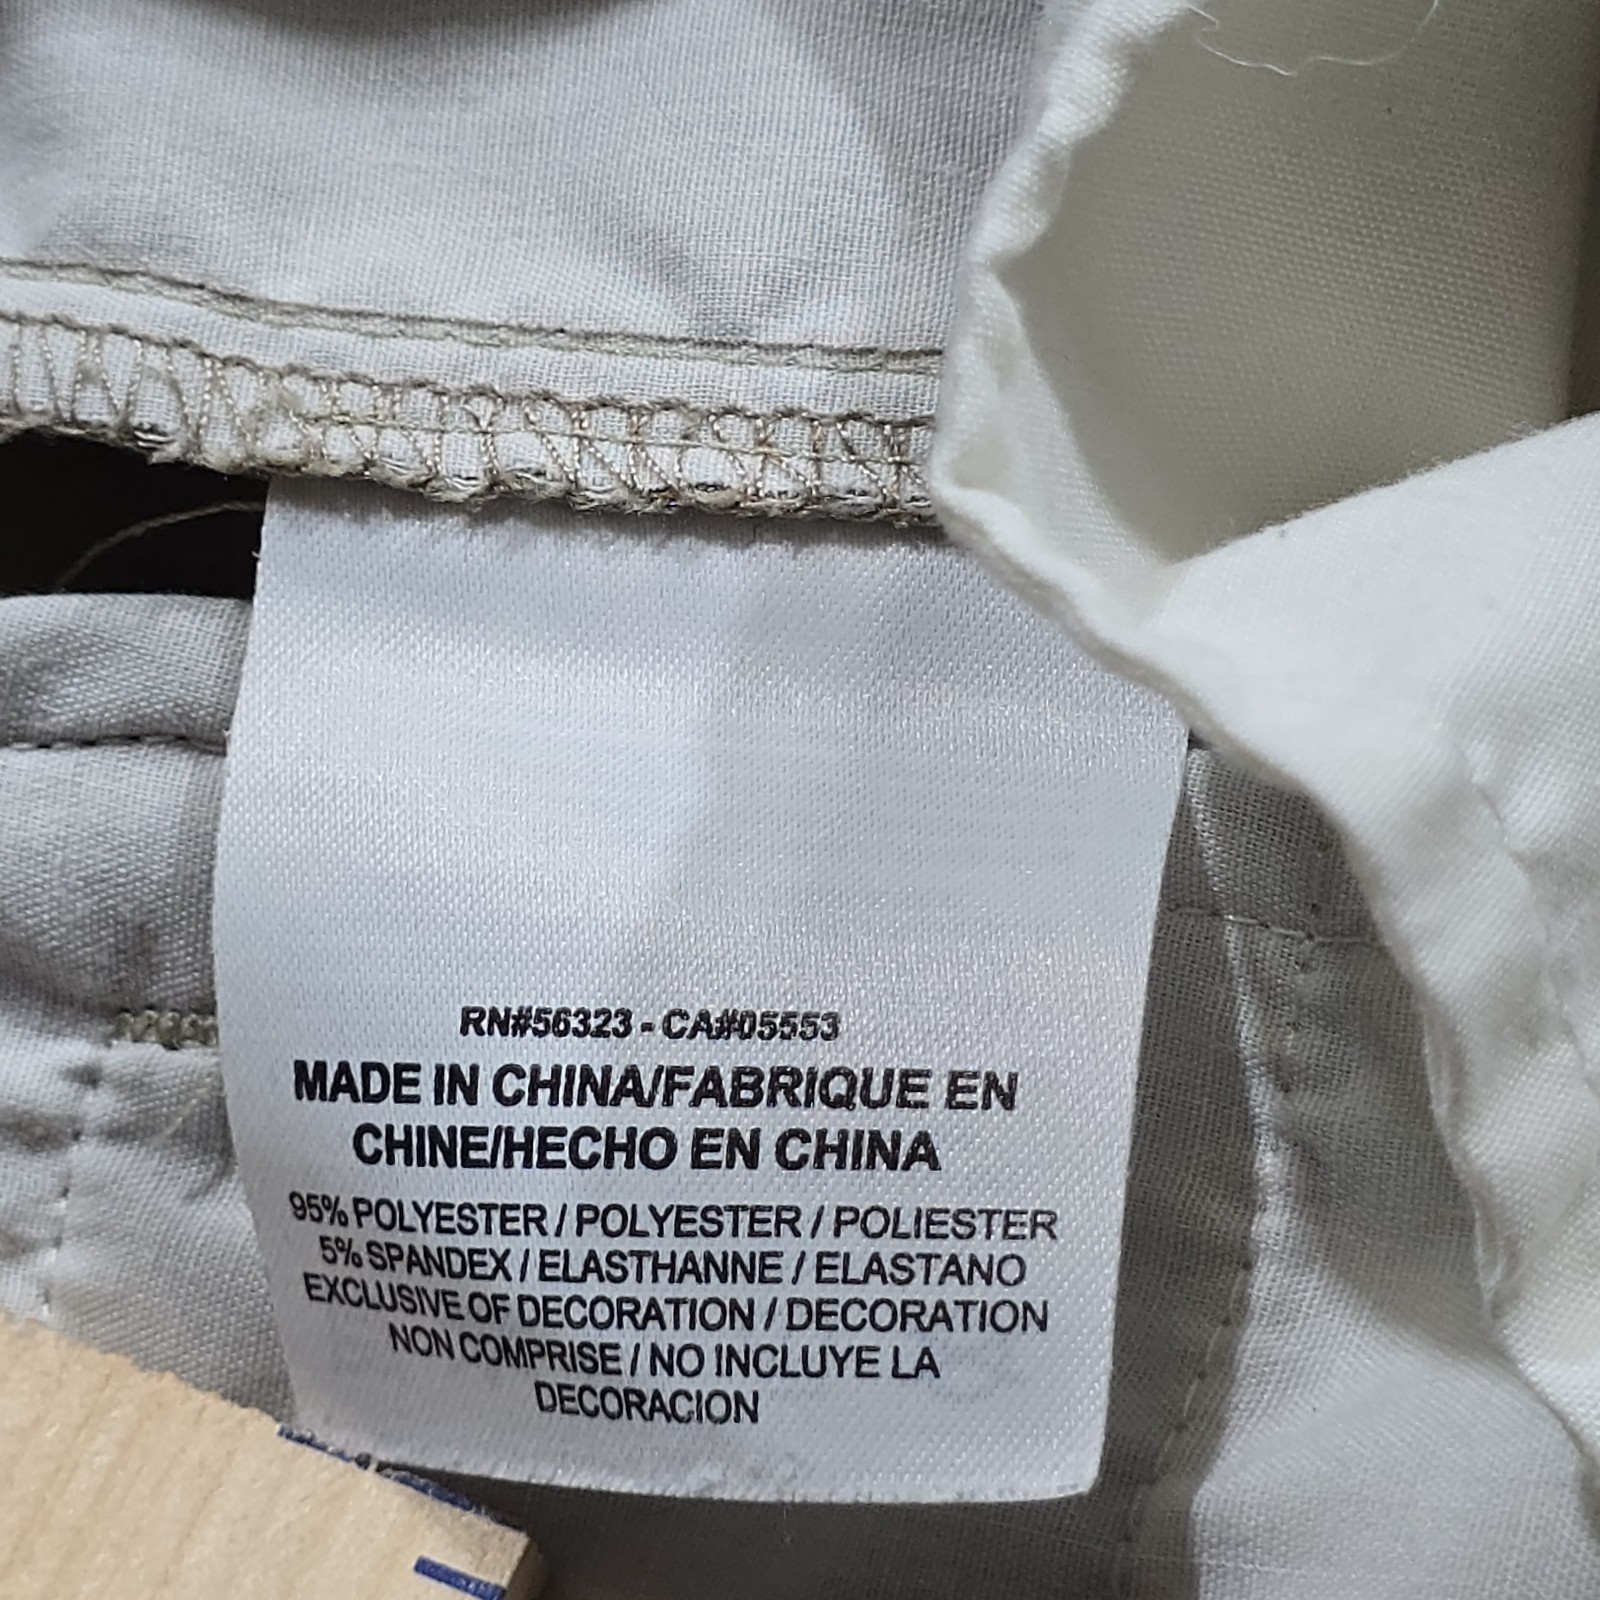 RN#56323 - CA#05553
MADE IN CHINA/FABRIQUE EN
CHINE/HECHO EN CHINA
95% POLYESTER / POLYESTER / POLIESTER
5% SPANDEX / ELASTHANNE / ELASTANO
EXCLUSIVE OF DECORATION / DECORATION
NON COMPRISE / NO INCLUYE LA
DECORACION